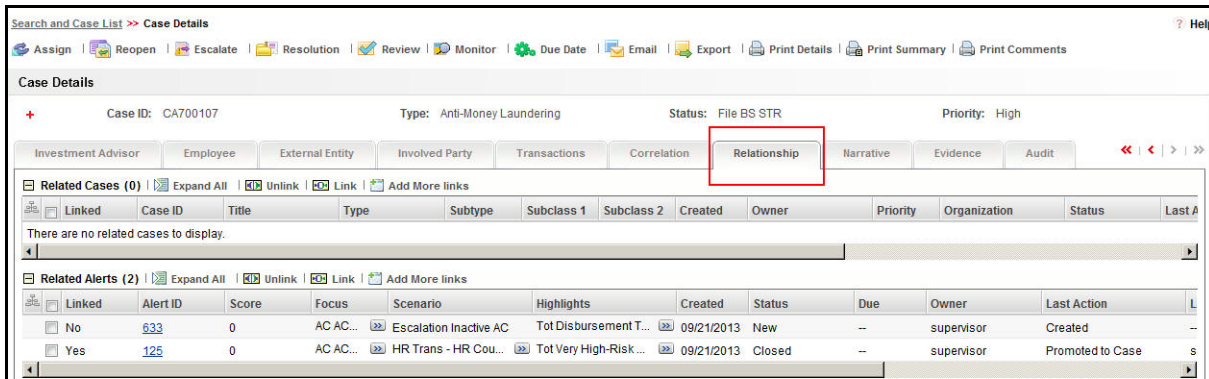 Search and Case List >> Case Details ? Help
Assign | Reopen | Escalate | Resolution | Review | Monitor | Due Date | Email | Export | Print Details | Print Summary | Print Comments
Case Details
+ Case ID: CA700107 Type: Anti-Money Laundering Status: File BS STR Priority: High
Investment Advisor Employee External Entity Involved Party Transactions Correlation Relationship Narrative Evidence Audit « | < | > | »
Related Cases (0) | Expand All | Unlink | Link | Add More links
Linked Case ID Title Type Subtype Subclass 1 Subclass 2 Created Owner Priority Organization Status Last A
There are no related cases to display.
Related Alerts (2) | Expand All | Unlink | Link | Add More links
Linked Alert ID Score Focus Scenario Highlights Created Status Due Owner Last Action L
No 633 0 AC AC... >> Escalation Inactive AC Tot Disbursement T... >> 09/21/2013 New -- supervisor Created --
Yes 125 0 AC AC... >> HR Trans - HR Cou... >> Tot Very High-Risk ... >> 09/21/2013 Closed -- supervisor Promoted to Case s